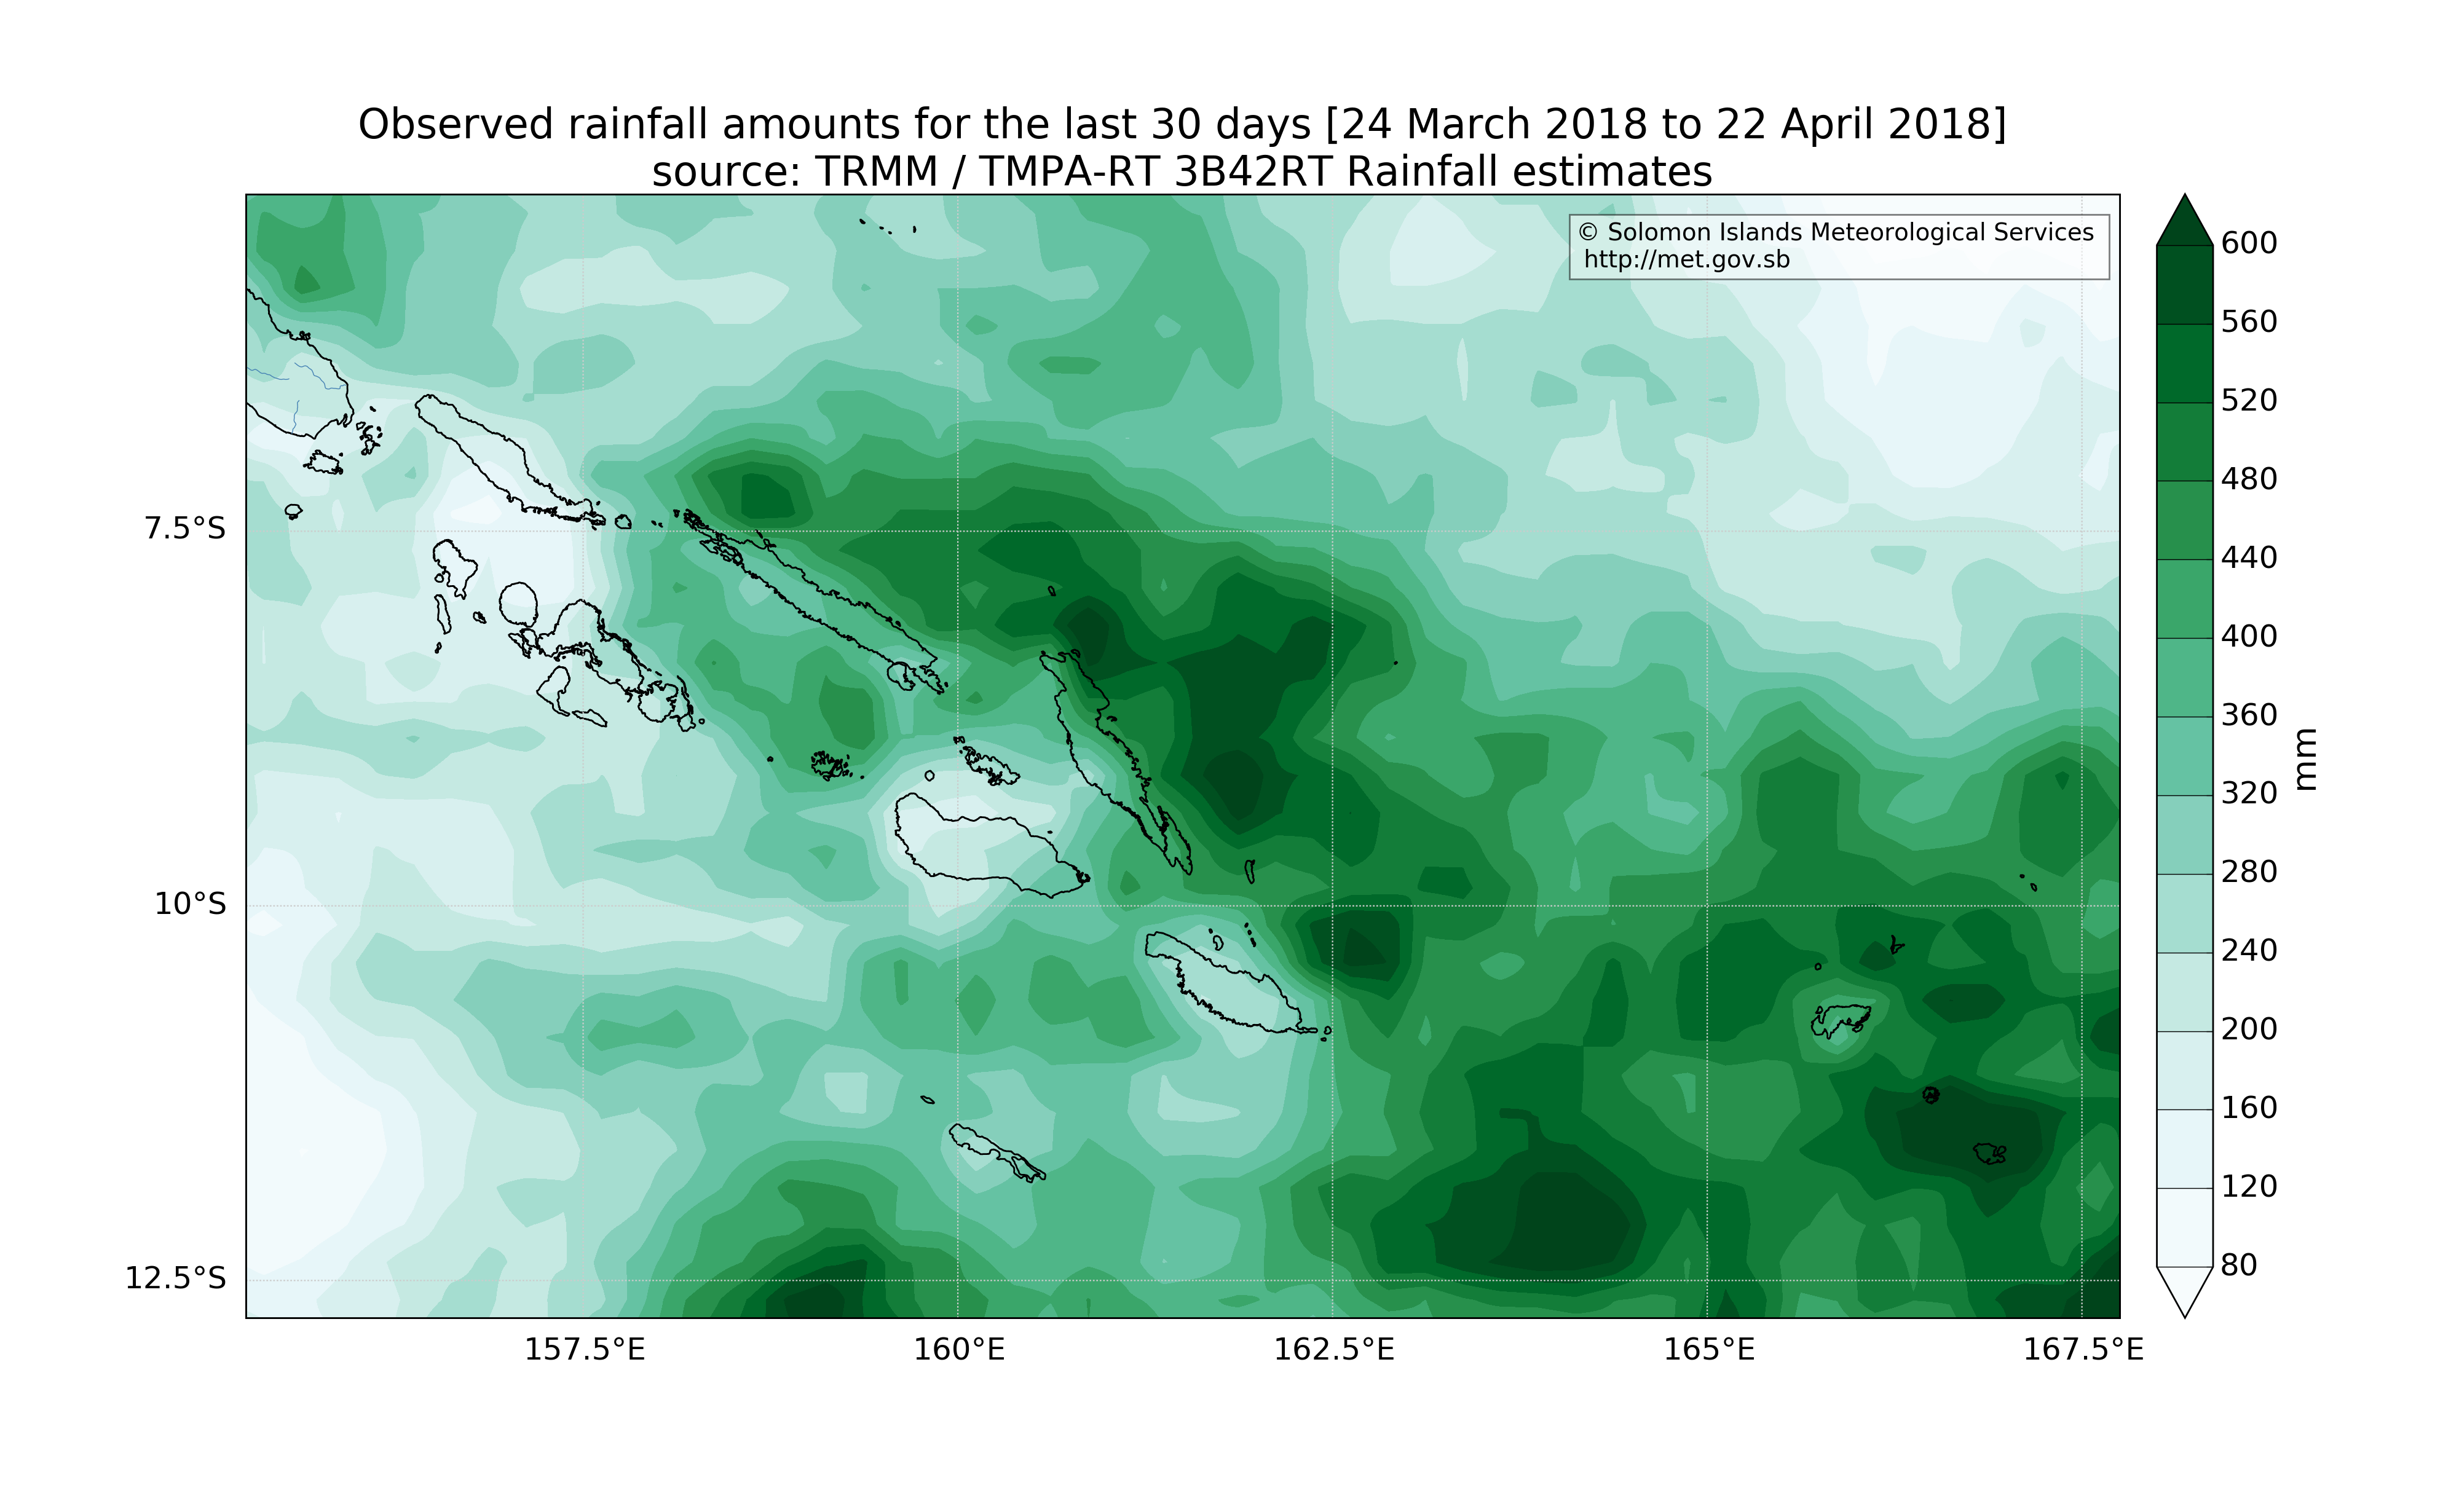 Observed rainfall amounts for the last 30 days [24 March 2018 to 22 April 2018]
source: TRMM / TMPA-RT 3B42RT Rainfall estimates
© Solomon Islands Meteorological Services
http://met.gov.sb
600
560
520
480
440
400
360
320
280
240
200
160
120
80
mm
7.5°S
10°S
12.5°S
157.5°E
160°E
162.5°E
165°E
167.5°E